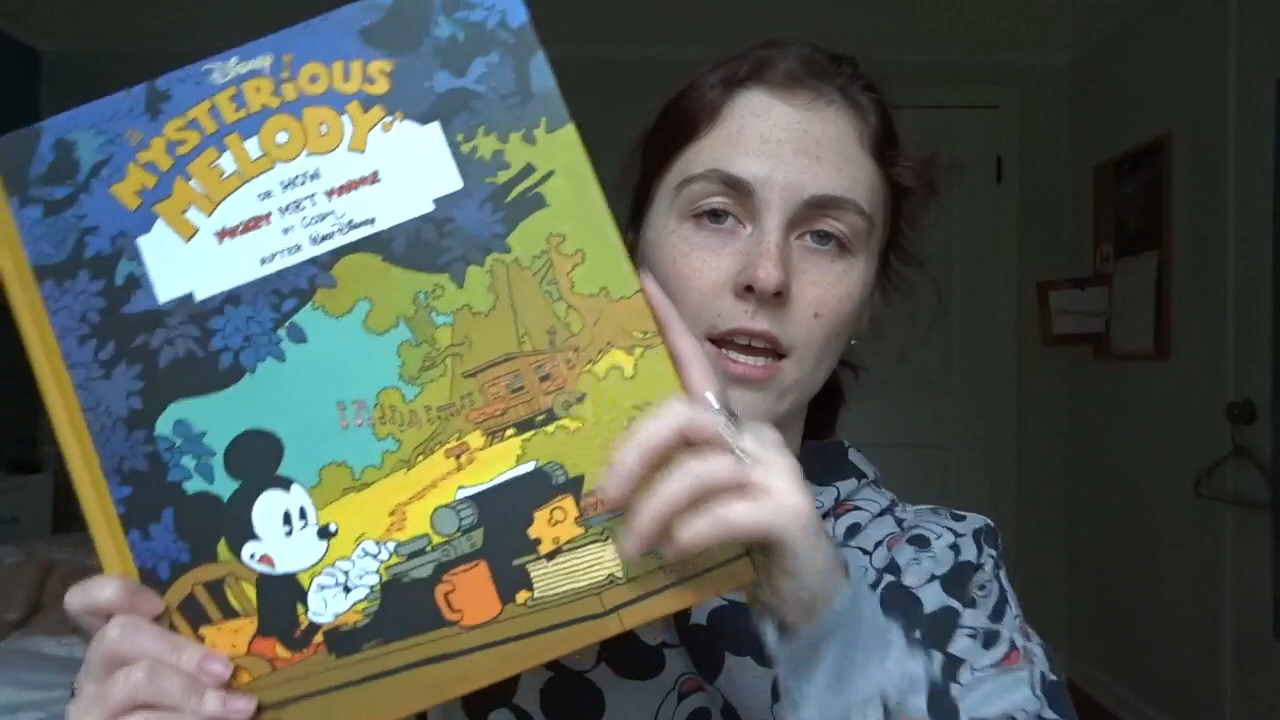 Disney
A
MYSTERIOUS
MELODY..
OR HOW
MICKEY MET MINNIE
BY COSEY
AFTER WALT DISNEY